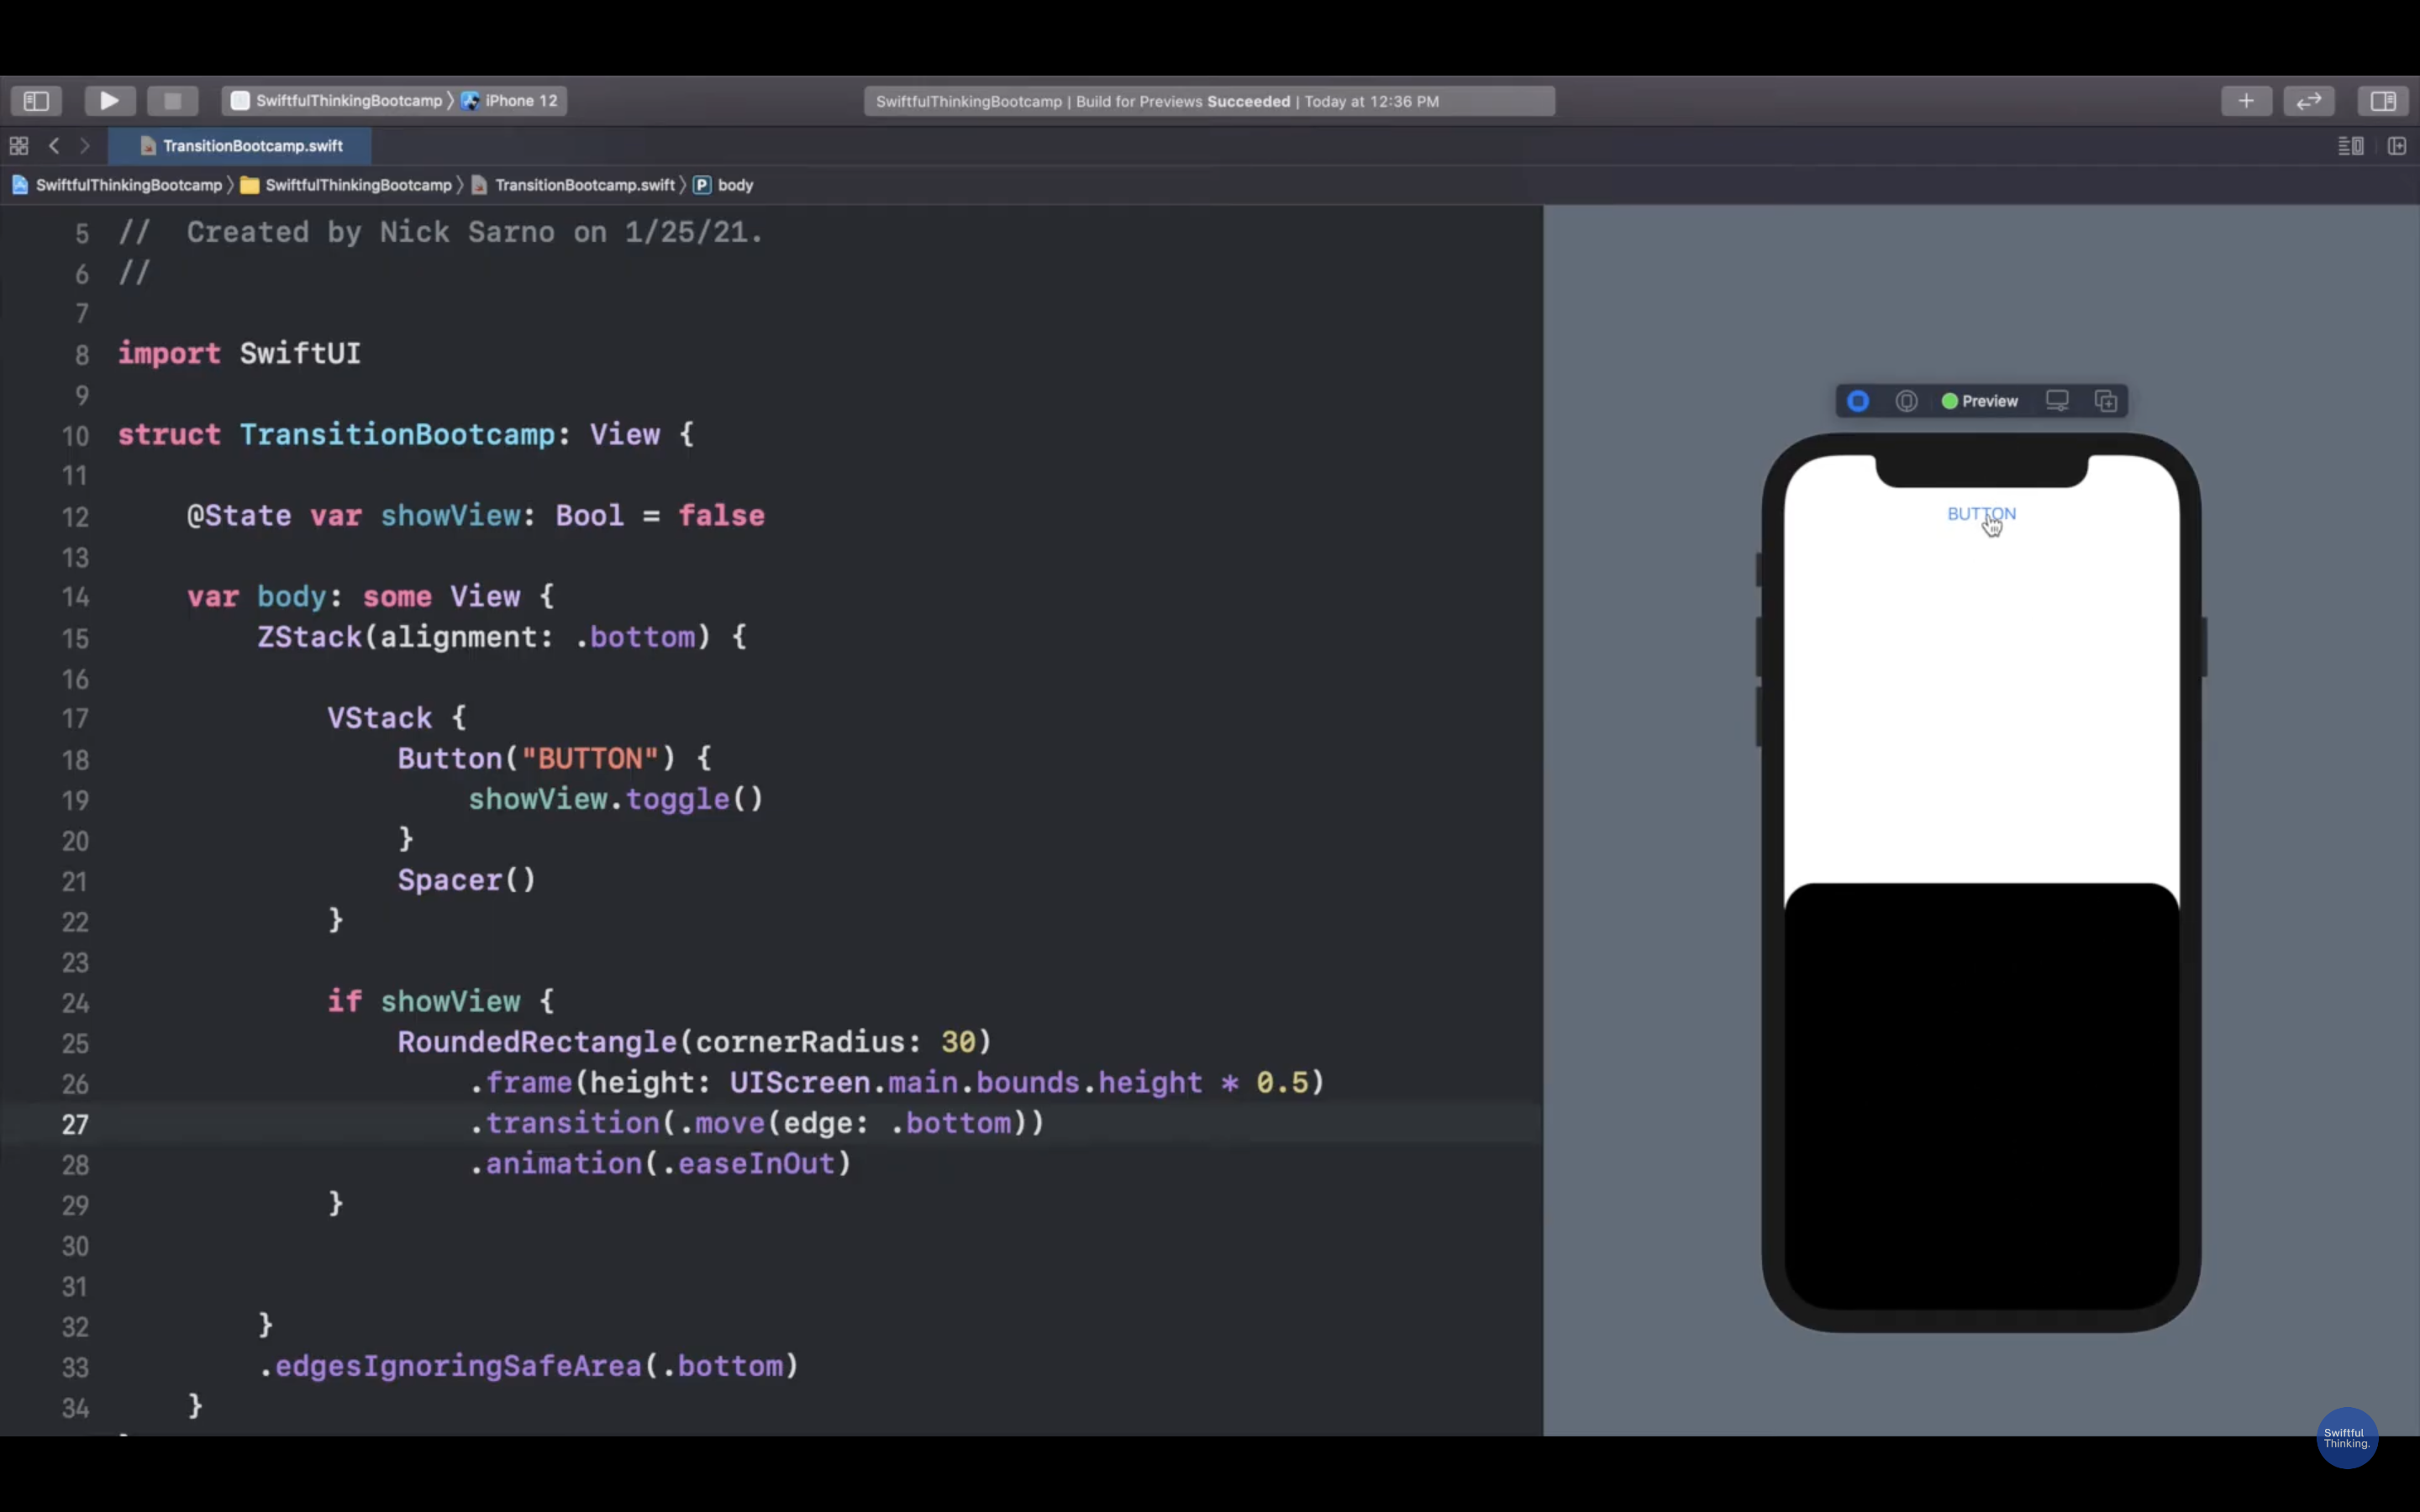 SwiftfulThinkingBootcamp 〉 iPhone 12
SwiftfulThinkingBootcamp | Build for Previews Succeeded | Today at 12:36 PM
TransitionBootcamp.swift
SwiftfulThinkingBootcamp 〉 SwiftfulThinkingBootcamp 〉 TransitionBootcamp.swift 〉 P body
5 //  Created by Nick Sarno on 1/25/21.
6 //
7
8 import SwiftUI
9
10 struct TransitionBootcamp: View {
11
12     @State var showView: Bool = false
13
14     var body: some View {
15         ZStack(alignment: .bottom) {
16
17             VStack {
18                 Button("BUTTON") {
19                     showView.toggle()
20                 }
21                 Spacer()
22             }
23
24             if showView {
25                 RoundedRectangle(cornerRadius: 30)
26                     .frame(height: UIScreen.main.bounds.height * 0.5)
27                     .transition(.move(edge: .bottom))
28                     .animation(.easeInOut)
29             }
30
31
32         }
33         .edgesIgnoringSafeArea(.bottom)
34     }
Preview
BUTTON
Swiftful
Thinking.